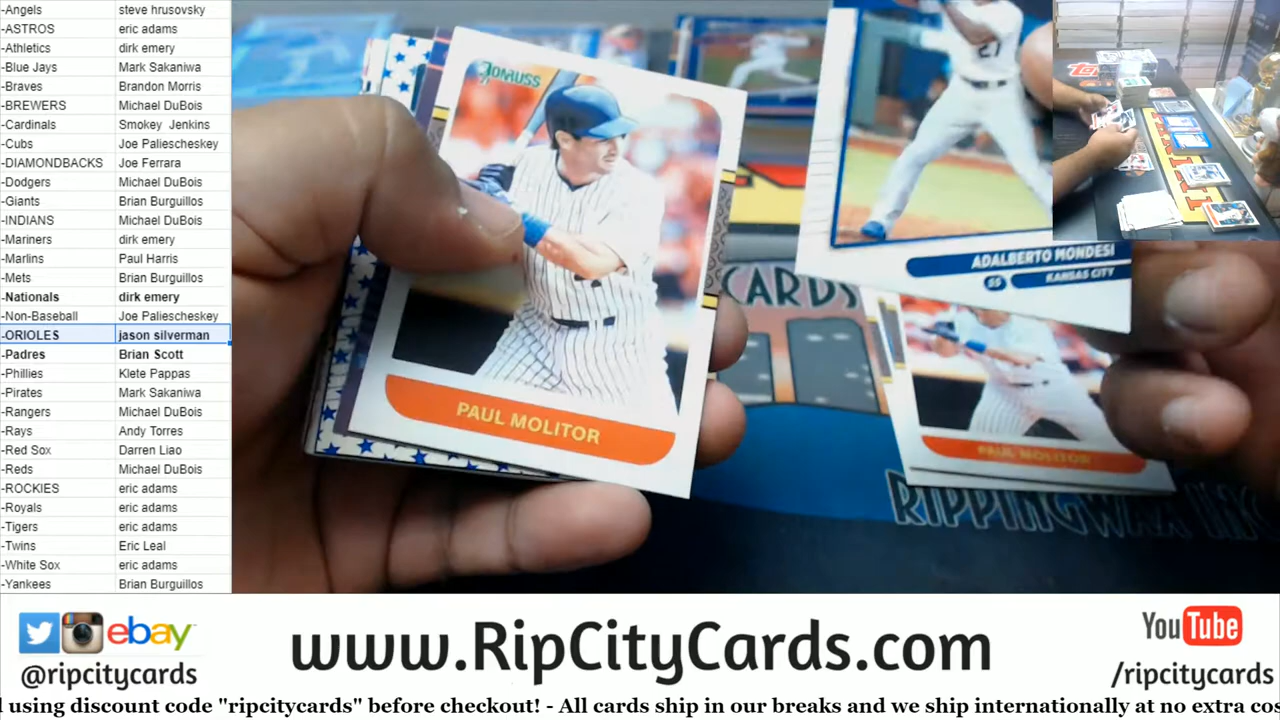 -Angels steve hrusovsky
-ASTROS eric adams
-Athletics dirk emery
-Blue Jays Mark Sakaniwa
-Braves Brandon Morris
-BREWERS Michael DuBois
-Cardinals Smokey Jenkins
-Cubs Joe Paliescheskey
-DIAMONDBACKS Joe Ferrara
-Dodgers Michael DuBois
-Giants Brian Burguillos
-INDIANS Michael DuBois
-Mariners dirk emery
-Marlins Paul Harris
-Mets Brian Burguillos
-Nationals dirk emery
-Non-Baseball Joe Paliescheskey
-ORIOLES jason silverman
-Padres Brian Scott
-Phillies Klete Pappas
-Pirates Mark Sakaniwa
-Rangers Michael DuBois
-Rays Andy Torres
-Red Sox Darren Liao
-Reds Michael DuBois
-ROCKIES eric adams
-Royals eric adams
-Tigers eric adams
-Twins Eric Leal
-White Sox eric adams
-Yankees Brian Burguillos
DONRUSS
PAUL MOLITOR
27
ADALBERTO MONDESI
SS KANSAS CITY
CARDS
PAUL MOLITOR
RIPPINGWAX
ebay
@ripcitycards
www.RipCityCards.com
YouTube
/ripcitycards
using discount code "ripcitycards" before checkout! - All cards ship in our breaks and we ship internationally at no extra